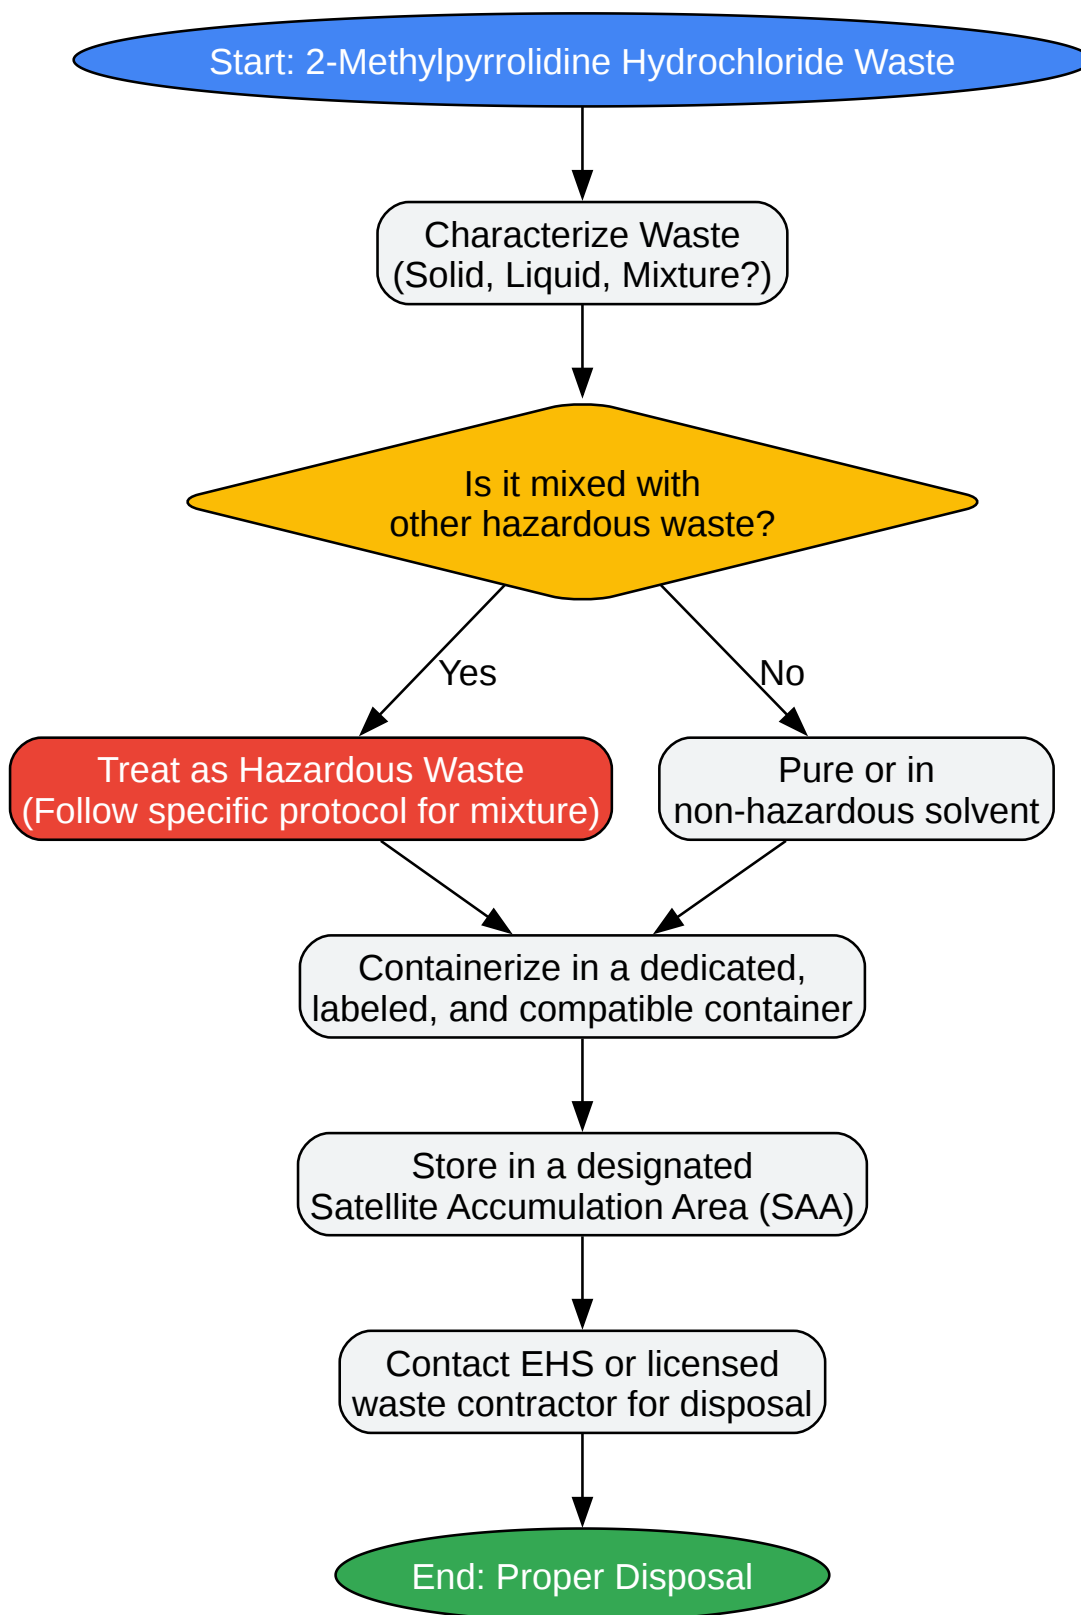 Start: 2-Methylpyrrolidine Hydrochloride Waste
Characterize Waste
(Solid, Liquid, Mixture?)
Is it mixed with
other hazardous waste?
Yes
No
Treat as Hazardous Waste
(Follow specific protocol for mixture)
Pure or in
non-hazardous solvent
Containerize in a dedicated,
labeled, and compatible container
Store in a designated
Satellite Accumulation Area (SAA)
Contact EHS or licensed
waste contractor for disposal
End: Proper Disposal